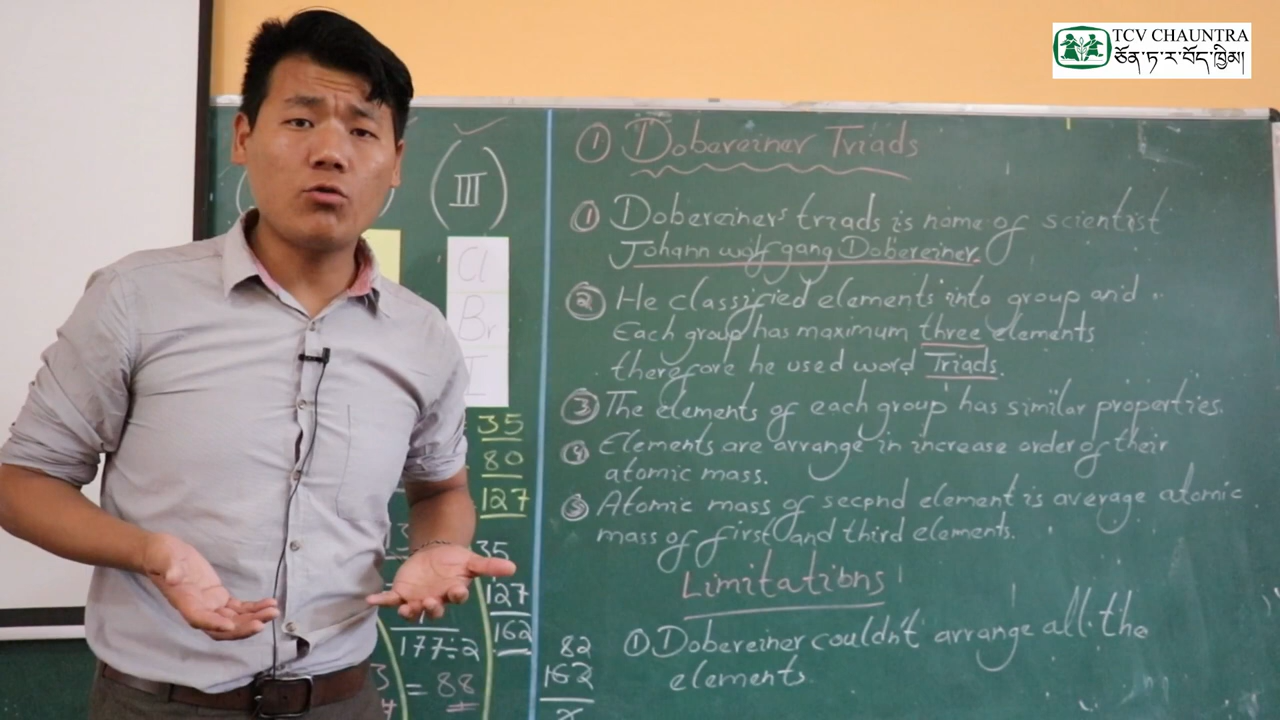 TCV CHAUNTRA
ཅོན་ཏ་ར་བོད་ཁྱིམ།
(III)
Cl
Br
I
35
80
127
35
127
162
177÷2
= 88
① Dobereiner Triads
① Dobereiner's triads is name of scientist
Johann wolfgang Dobereiner.
② He classified elements into group and
Each group has maximum three elements
therefore he used word Triads.
③ The elements of each group has similar properties.
④ Elements are arrange in increase order of their
atomic mass.
⑤ Atomic mass of second element is average atomic
mass of first and third elements.
Limitations
① Dobereiner couldn't arrange all the
elements.
82
162